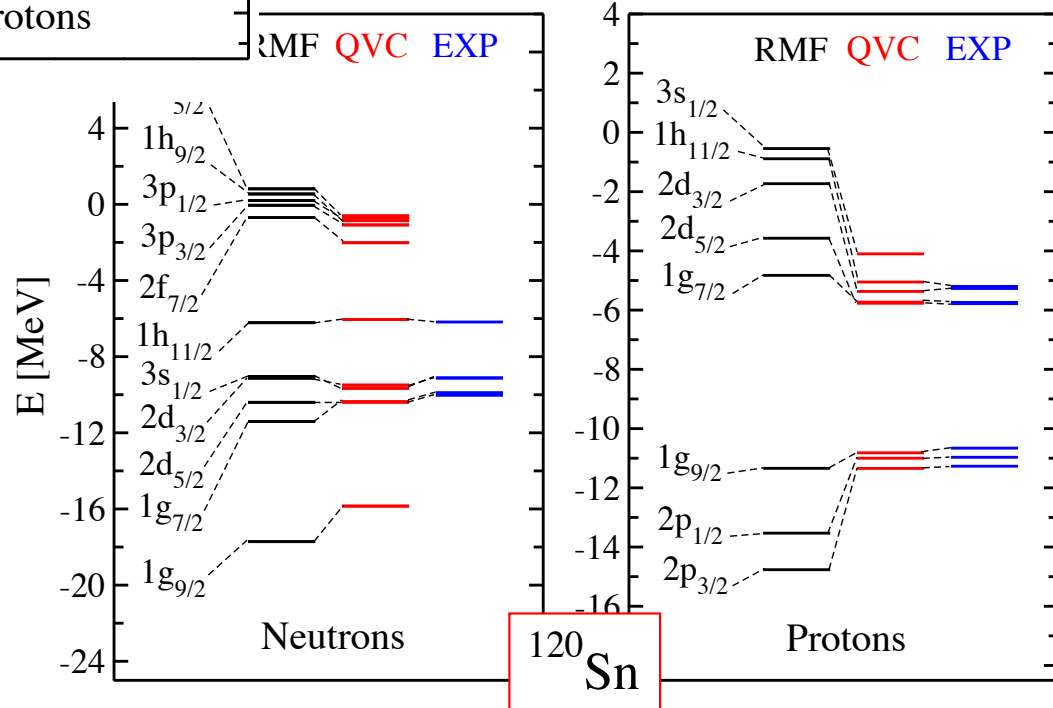 RMF QVC EXP
4
0
-4
-8
-12
-16
-20
-24
E [MeV]
5/2
1h9/2
3p1/2
3p3/2
2f7/2
1h11/2
3s1/2
2d3/2
2d5/2
1g7/2
1g9/2
Neutrons
RMF QVC EXP
4
2
0
-2
-4
-6
-8
-10
-12
-14
-16
3s1/2
1h11/2
2d3/2
2d5/2
1g7/2
1g9/2
2p1/2
2p3/2
Protons
120Sn